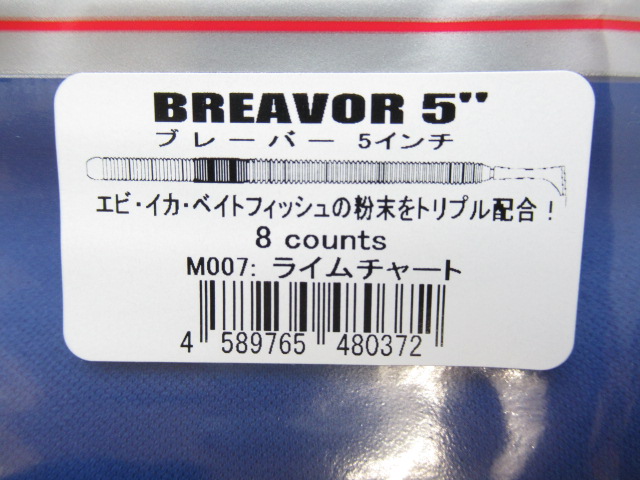 BREAVOR 5"
ブレーバー 5インチ
エビ・イカ・ベイトフィッシュの粉末をトリプル配合！
8 counts
M007: ライムチャート
4 589765 480372